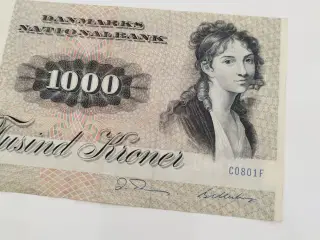 DANMARKS
NATIONALBANK
1000
Tusind Kroner
C0801F